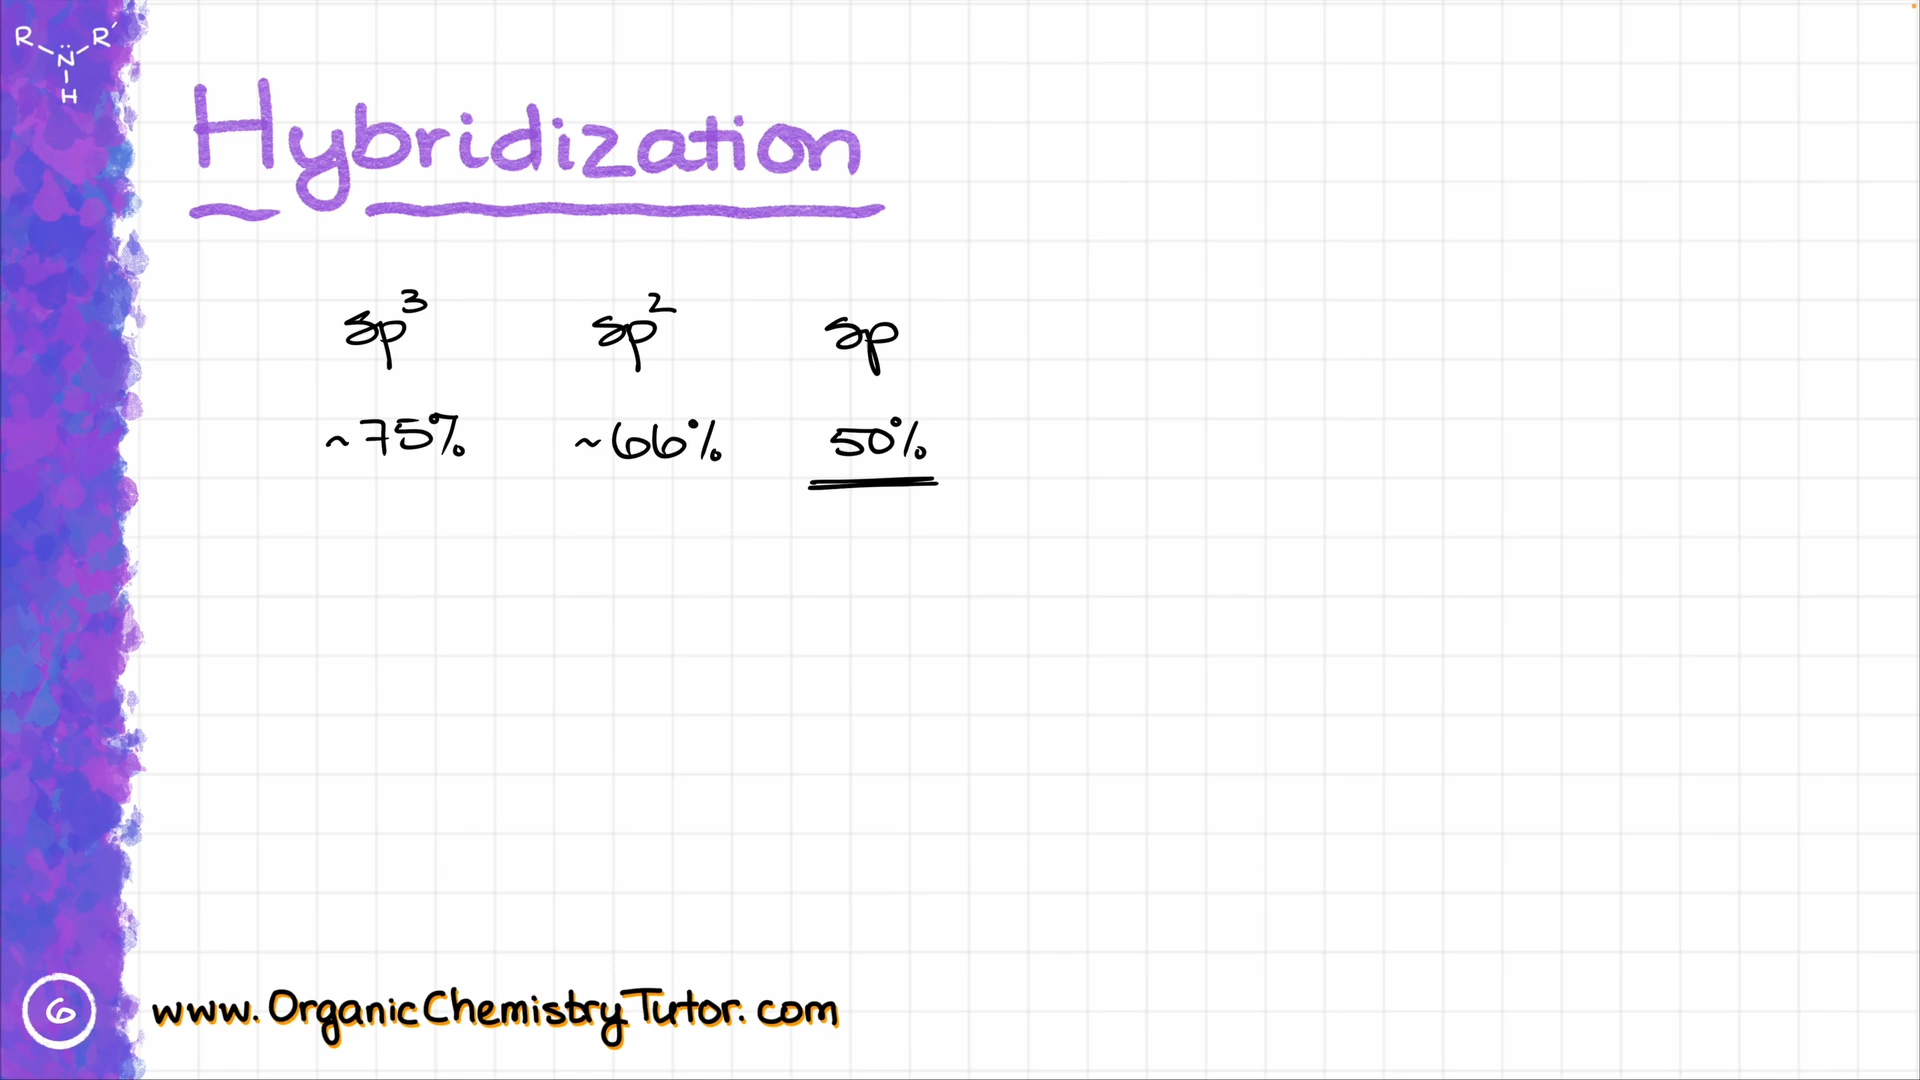 R N̈ R´
H
Hybridization
sp³ sp² sp
~75% ~66% 50%
6
www.OrganicChemistryTutor.com